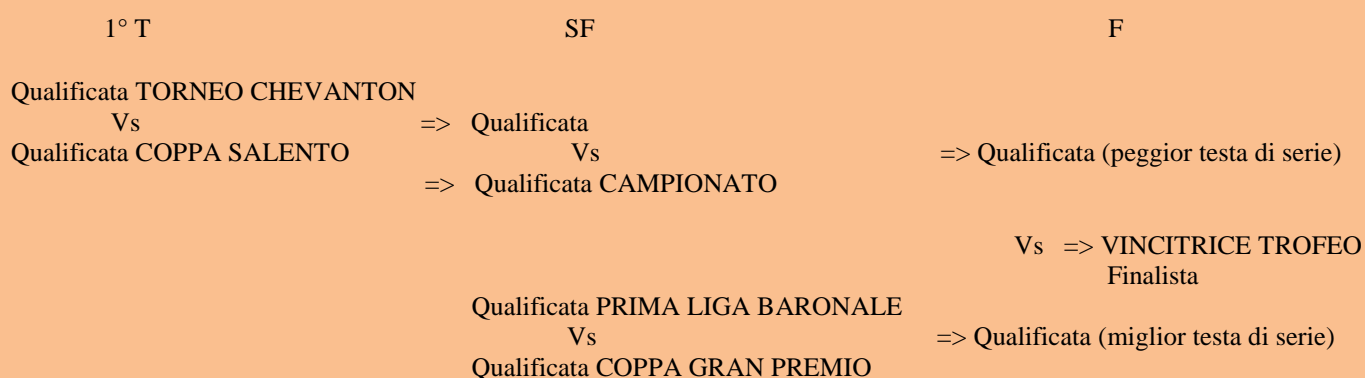 1° T SF F
Qualificata TORNEO CHEVANTON
Vs => Qualificata
Qualificata COPPA SALENTO Vs => Qualificata (peggior testa di serie)
=> Qualificata CAMPIONATO
Vs => VINCITRICE TROFEO
Finalista
Qualificata PRIMA LIGA BARONALE
Vs => Qualificata (miglior testa di serie)
Qualificata COPPA GRAN PREMIO